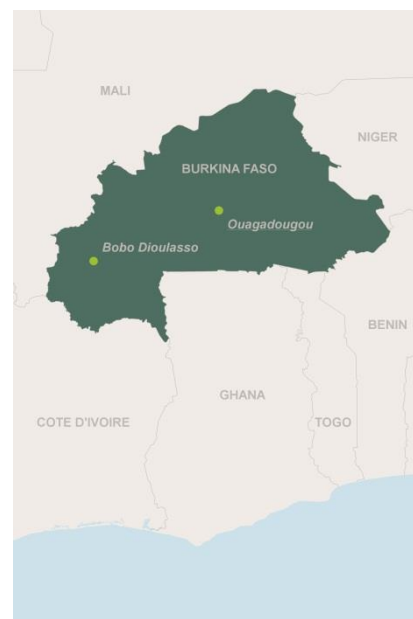 MALI
NIGER
BURKINA FASO
Ouagadougou
Bobo Dioulasso
BENIN
GHANA
COTE D'IVOIRE
TOGO